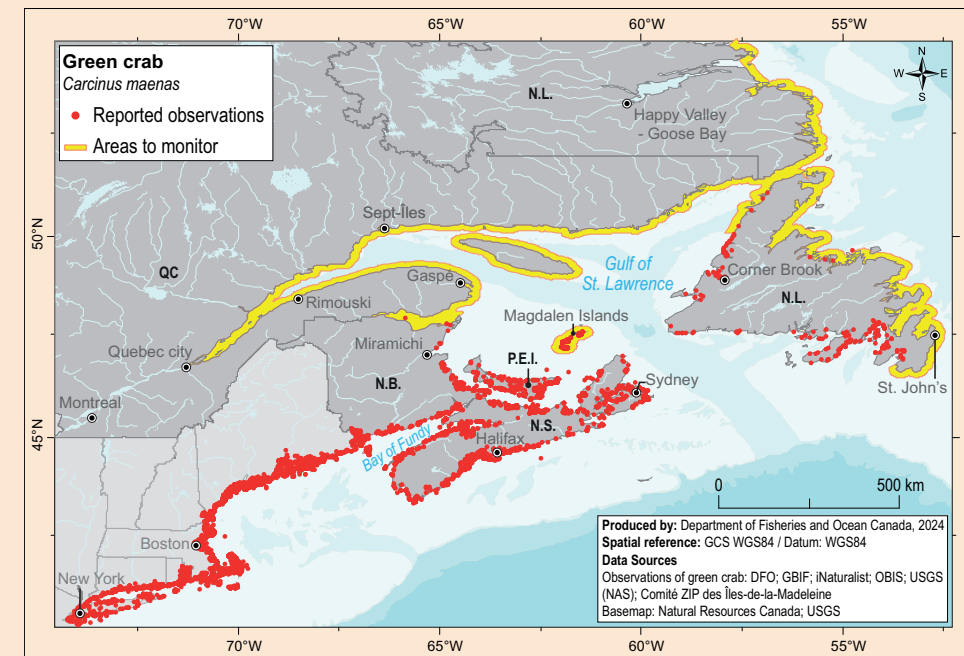 70°W 65°W 60°W 55°W
Green crab
Carcinus maenas
Reported observations
Areas to monitor
N
W E
S
N.L.
Happy Valley
- Goose Bay
Sept-Îles
50°N
50°N
QC
Gaspé
Gulf of
St. Lawrence
Corner Brook
N.L.
Rimouski
Magdalen Islands
Quebec city
Miramichi
P.E.I.
St. John's
N.B.
Sydney
Montreal
N.S.
45°N
45°N
Bay of Fundy
Halifax
0 500 km
Boston
New York
Produced by: Department of Fisheries and Ocean Canada, 2024
Spatial reference: GCS WGS84 / Datum: WGS84
Data Sources
Observations of green crab: DFO; GBIF; iNaturalist; OBIS; USGS
(NAS); Comité ZIP des Îles-de-la-Madeleine
Basemap: Natural Resources Canada; USGS
70°W 65°W 60°W 55°W